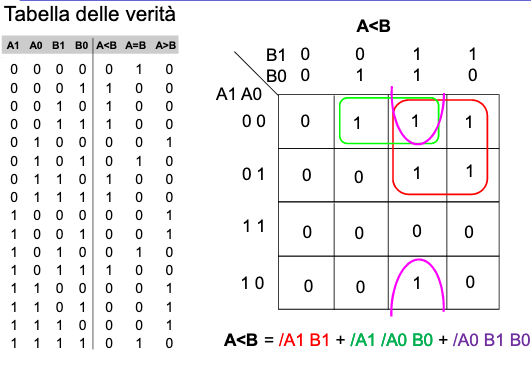 Tabella delle verità
A1 A0 B1 B0 A<B A=B A>B
0 0 0 0 0 1 0
0 0 0 1 1 0 0
0 0 1 0 1 0 0
0 0 1 1 1 0 0
0 1 0 0 0 0 1
0 1 0 1 0 1 0
0 1 1 0 1 0 0
0 1 1 1 1 0 0
1 0 0 0 0 0 1
1 0 0 1 0 0 1
1 0 1 0 0 1 0
1 0 1 1 1 0 0
1 1 0 0 0 0 1
1 1 0 1 0 0 1
1 1 1 0 0 0 1
1 1 1 1 0 1 0
A<B
B1 0 0 1 1
B0 0 1 1 0
A1 A0
0 0 0 1 1 1
0 1 0 0 1 1
1 1 0 0 0 0
1 0 0 0 1 0
A<B = /A1 B1 + /A1 /A0 B0 + /A0 B1 B0